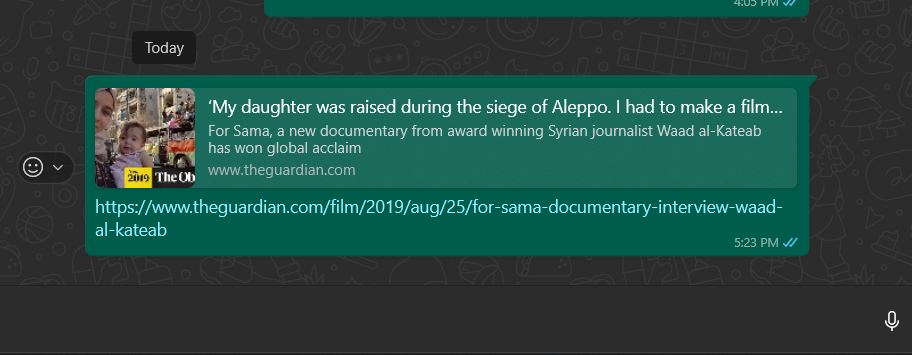 4:05 PM
Today
‘My daughter was raised during the siege of Aleppo. I had to make a film...
For Sama, a new documentary from award winning Syrian journalist Waad al-Kateab
has won global acclaim
www.theguardian.com
2019 The Ob
https://www.theguardian.com/film/2019/aug/25/for-sama-documentary-interview-waad-
al-kateab
5:23 PM